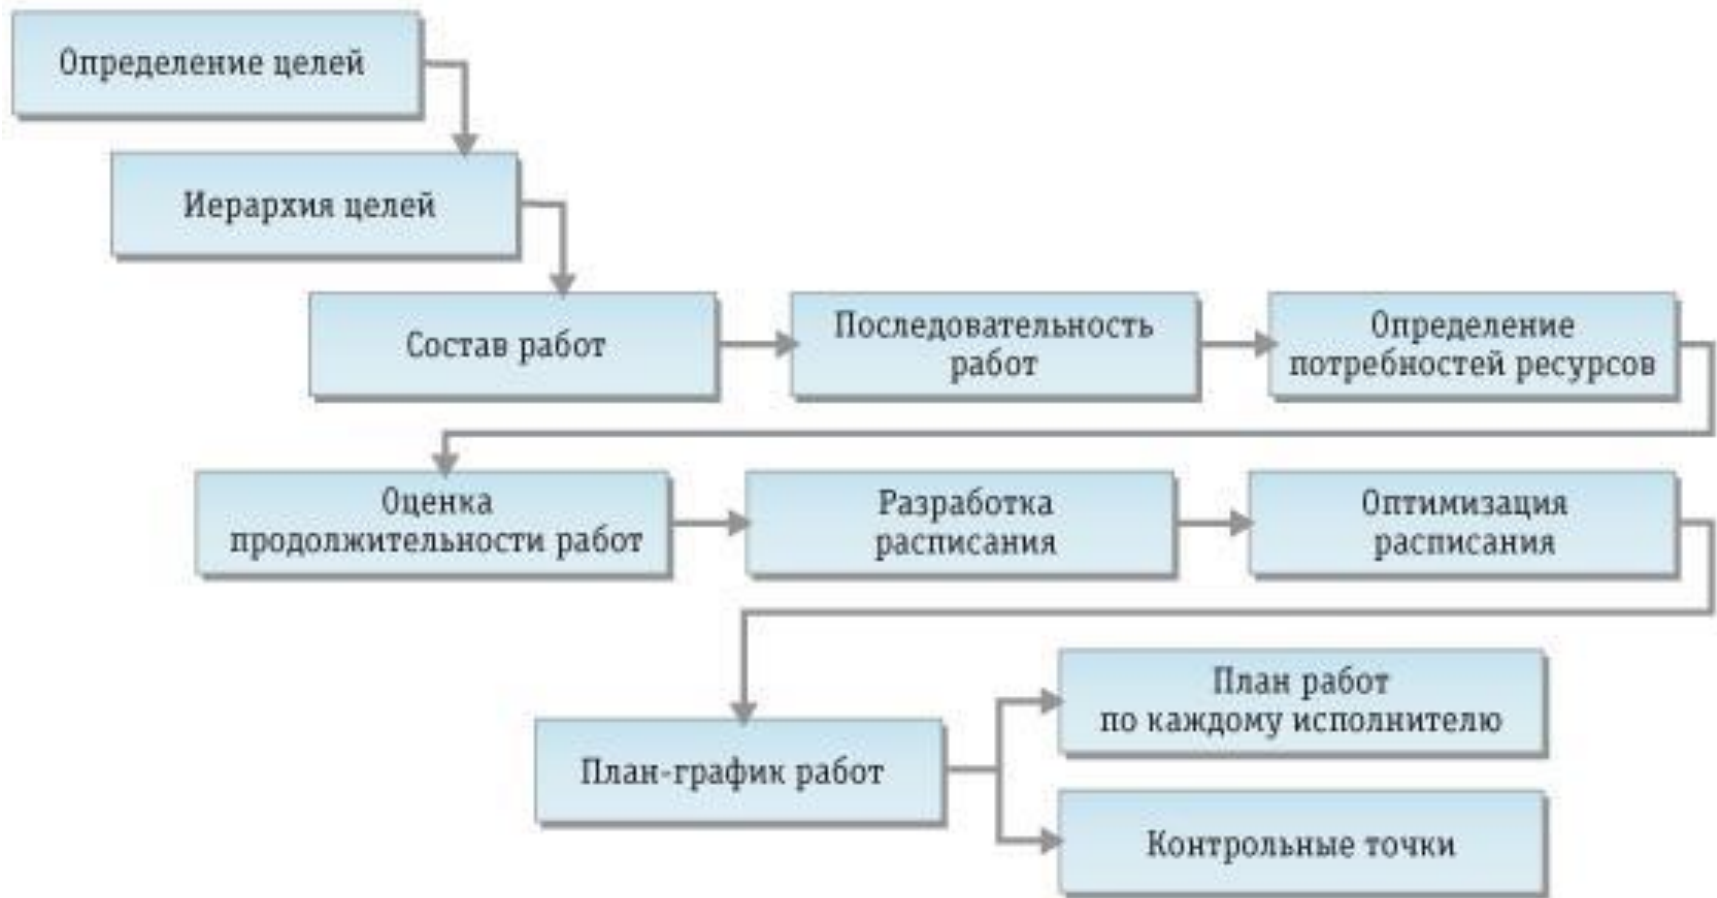 Определение целей
Иерархия целей
Состав работ
Последовательность
работ
Определение
потребностей ресурсов
Оценка
продолжительности работ
Разработка
расписания
Оптимизация
расписания
План-график работ
План работ
по каждому исполнителю
Контрольные точки